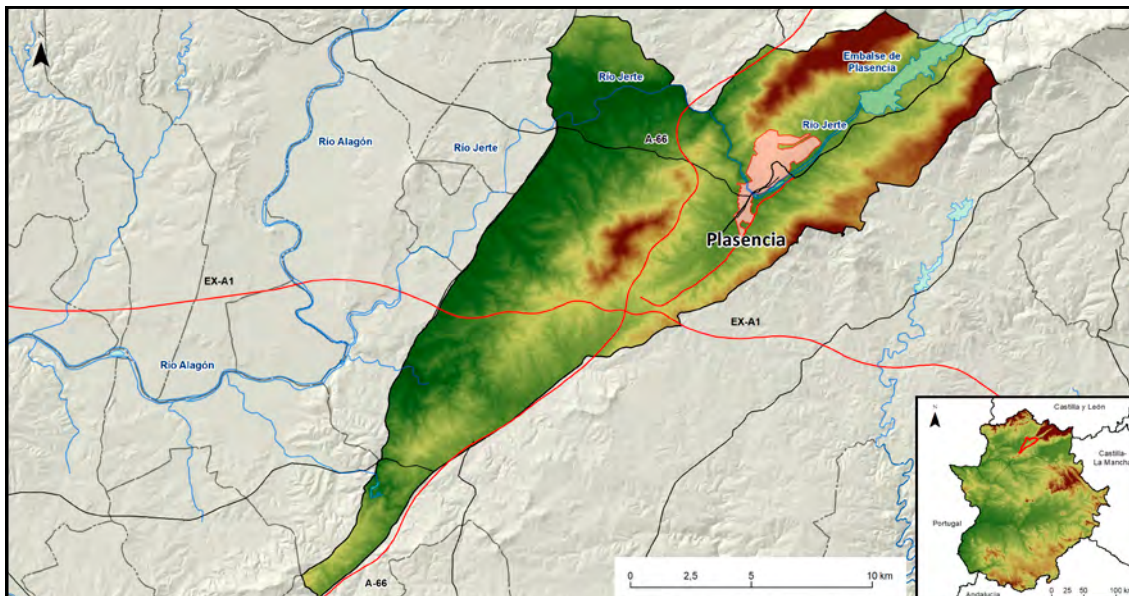 N
Río Jerte
Embalse de
Plasencia
Río Jerte
A-66
Río Alagón
Río Jerte
Plasencia
EX-A1
EX-A1
Río Alagón
A-66
0 2,5 5 10 km
N
Castilla y León
Castilla-
La Mancha
Portugal
Andalucía
0 25 50 100 km